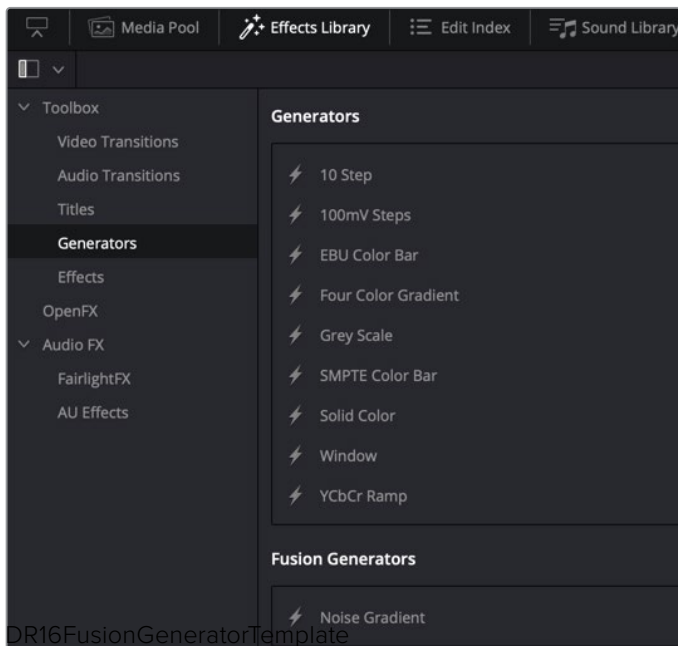 Media Pool
Effects Library
Edit Index
Sound Library
Toolbox
Video Transitions
Audio Transitions
Titles
Generators
Effects
OpenFX
Audio FX
FairlightFX
AU Effects
Generators
10 Step
100mV Steps
EBU Color Bar
Four Color Gradient
Grey Scale
SMPTE Color Bar
Solid Color
Window
YCbCr Ramp
Fusion Generators
Noise Gradient
DR16FusionGeneratorTemplate